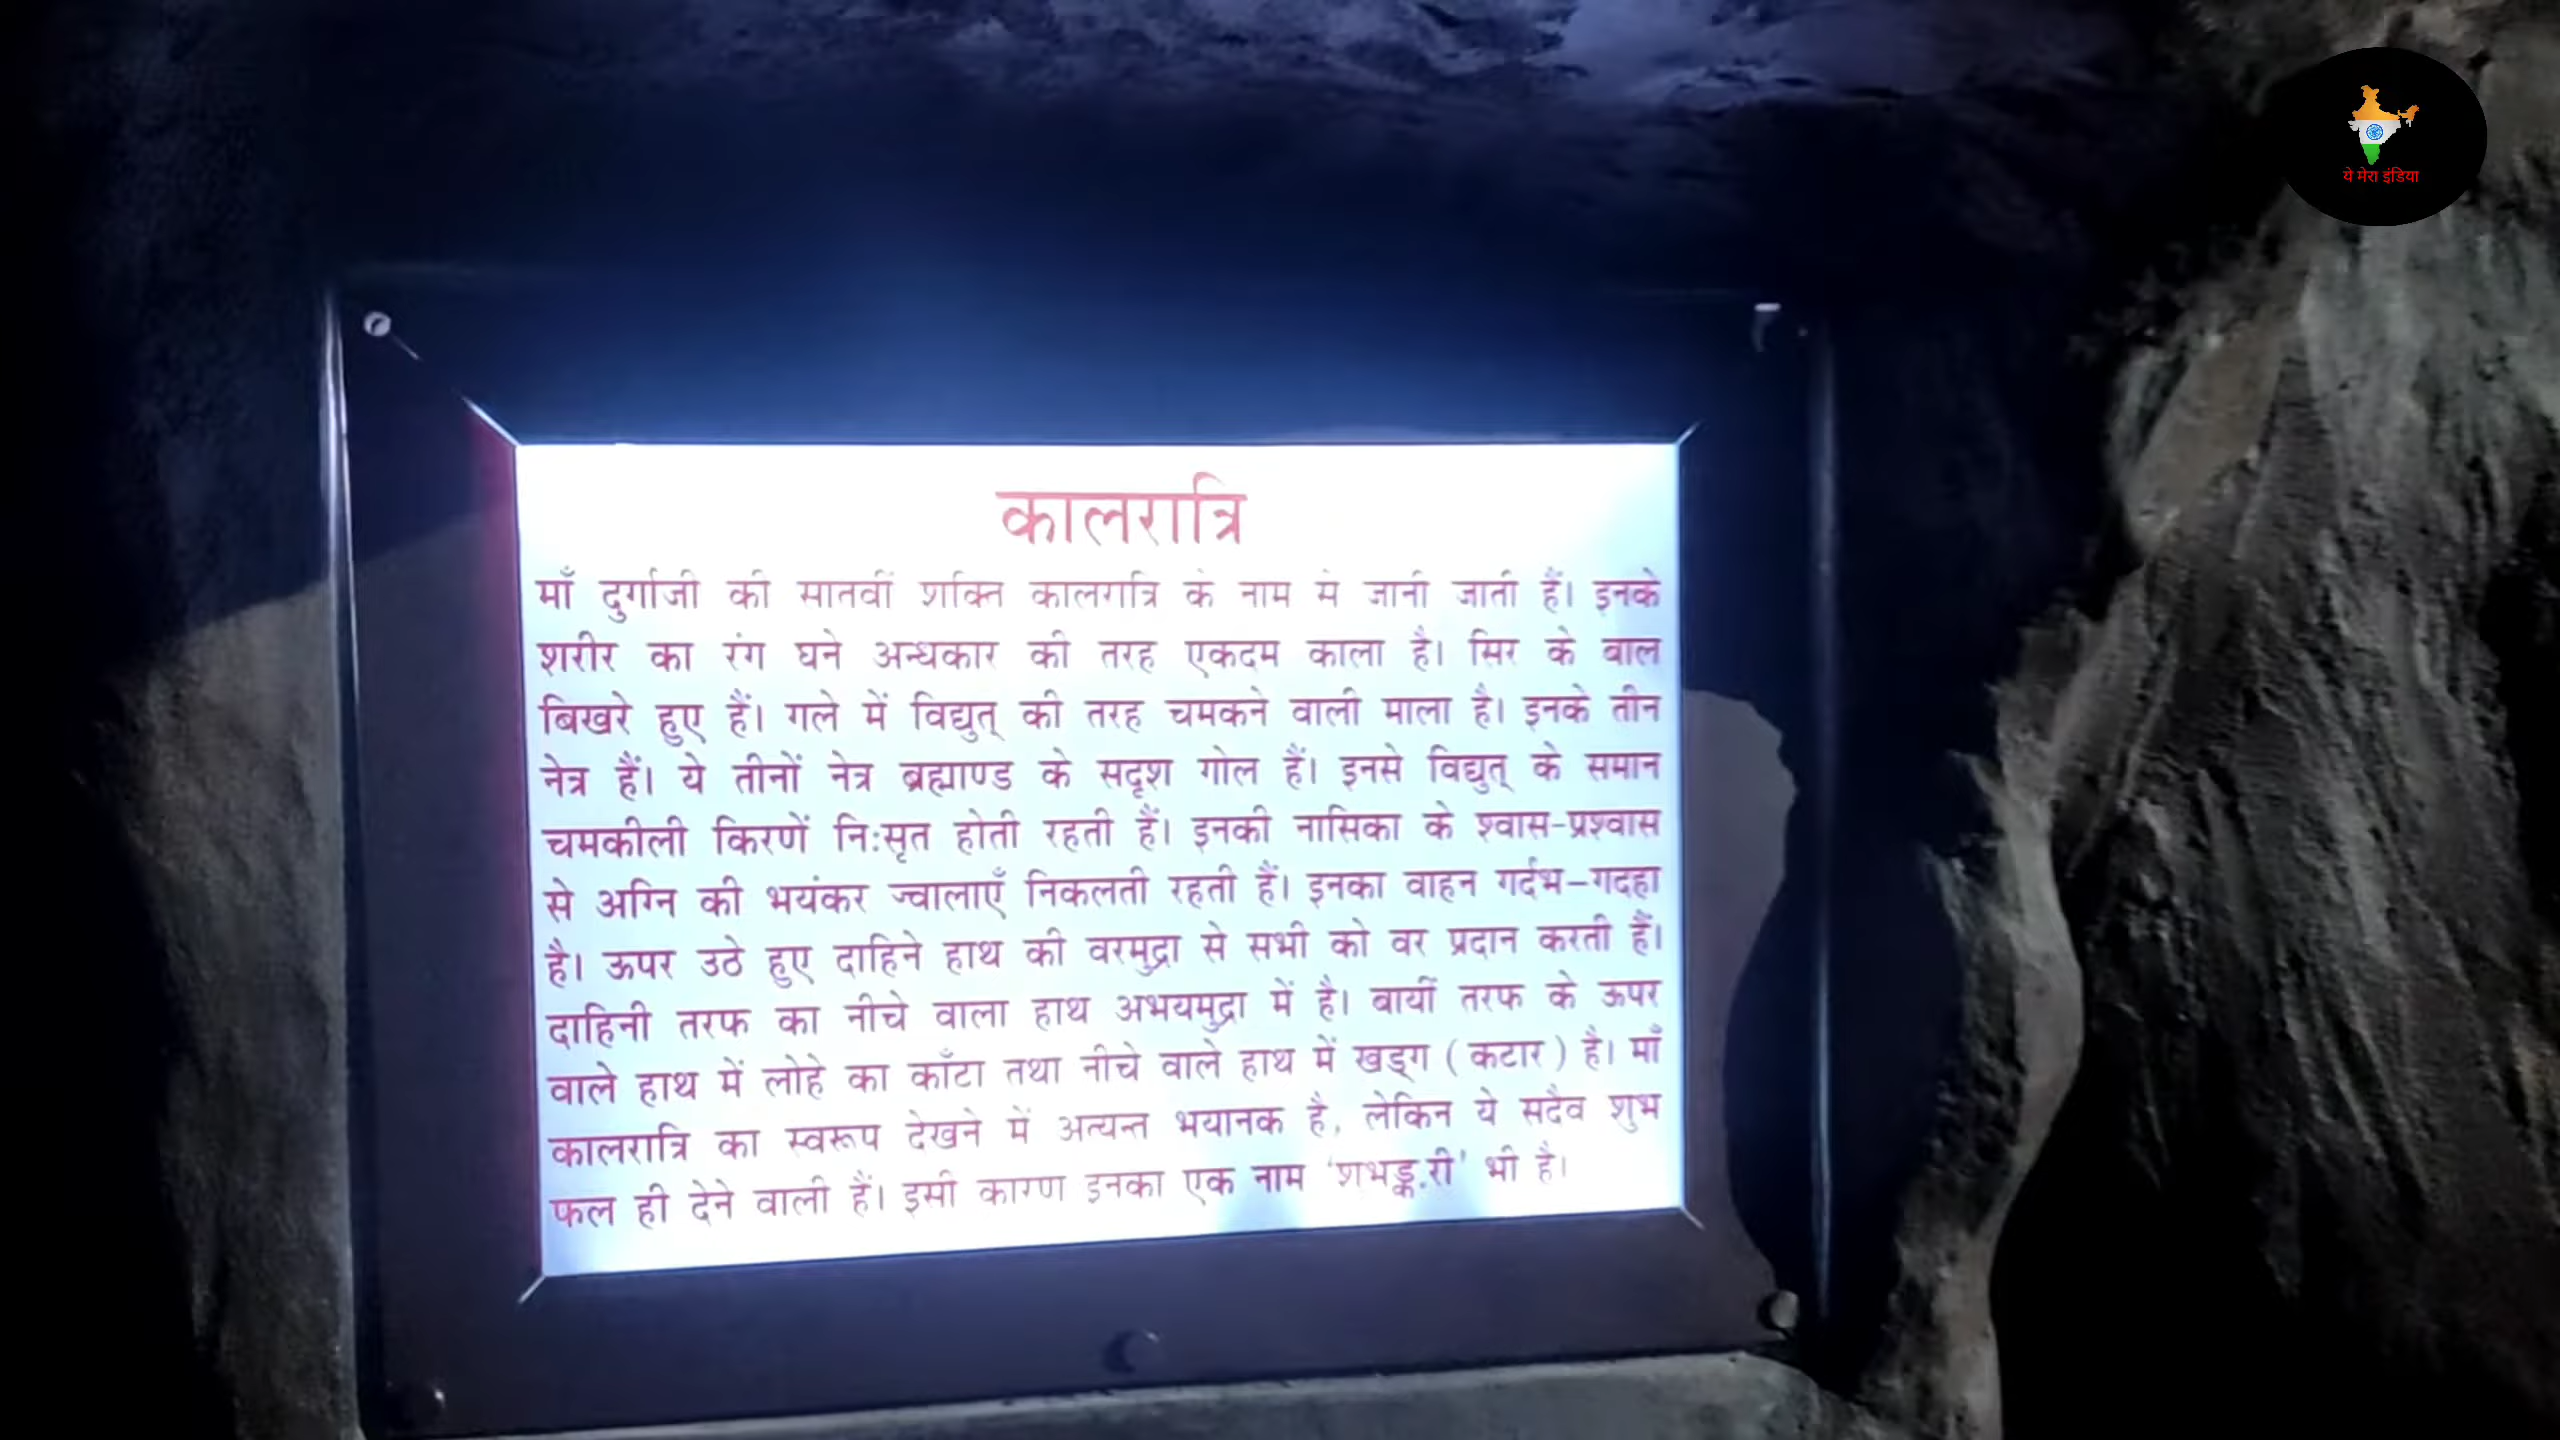 ये मेरा इंडिया
कालरात्रि
माँ दुर्गाजी की सातवीं शक्ति कालरात्रि के नाम से जानी जाती हैं। इनके
शरीर का रंग घने अन्धकार की तरह एकदम काला है। सिर के बाल
बिखरे हुए हैं। गले में विद्युत् की तरह चमकने वाली माला है। इनके तीन
नेत्र हैं। ये तीनों नेत्र ब्रह्माण्ड के सदृश गोल हैं। इनसे विद्युत् के समान
चमकीली किरणें नि:सृत होती रहती हैं। इनकी नासिका के श्वास-प्रश्वास
से अग्नि की भयंकर ज्वालाएँ निकलती रहती हैं। इनका वाहन गर्दभ–गदहा
है। ऊपर उठे हुए दाहिने हाथ की वरमुद्रा से सभी को वर प्रदान करती हैं।
दाहिनी तरफ का नीचे वाला हाथ अभयमुद्रा में है। बायीं तरफ के ऊपर
वाले हाथ में लोहे का काँटा तथा नीचे वाले हाथ में खड्ग (कटार) है। माँ
कालरात्रि का स्वरूप देखने में अत्यन्त भयानक है, लेकिन ये सदैव शुभ
फल ही देने वाली हैं। इसी कारण इनका एक नाम ‘शुभङ्करी’ भी है।